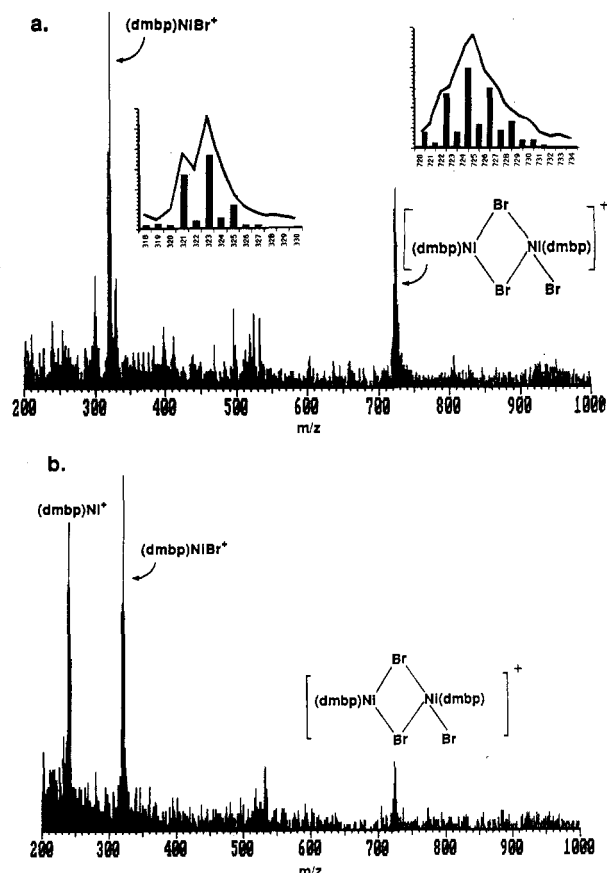 a.
(dmbp)NiBr+
318 319 320 321 322 323 324 325 326 327 328 329 330
720 721 722 723 724 725 726 727 728 729 730 731 732 733 734
[ Br ]+
(dmbp)Ni Ni(dmbp)
Br Br
200 300 400 500 600 700 800 900 1000
m/z
b.
(dmbp)Ni+
(dmbp)NiBr+
[ Br ]+
(dmbp)Ni Ni(dmbp)
Br Br
200 300 400 500 600 700 800 900 1000
m/z